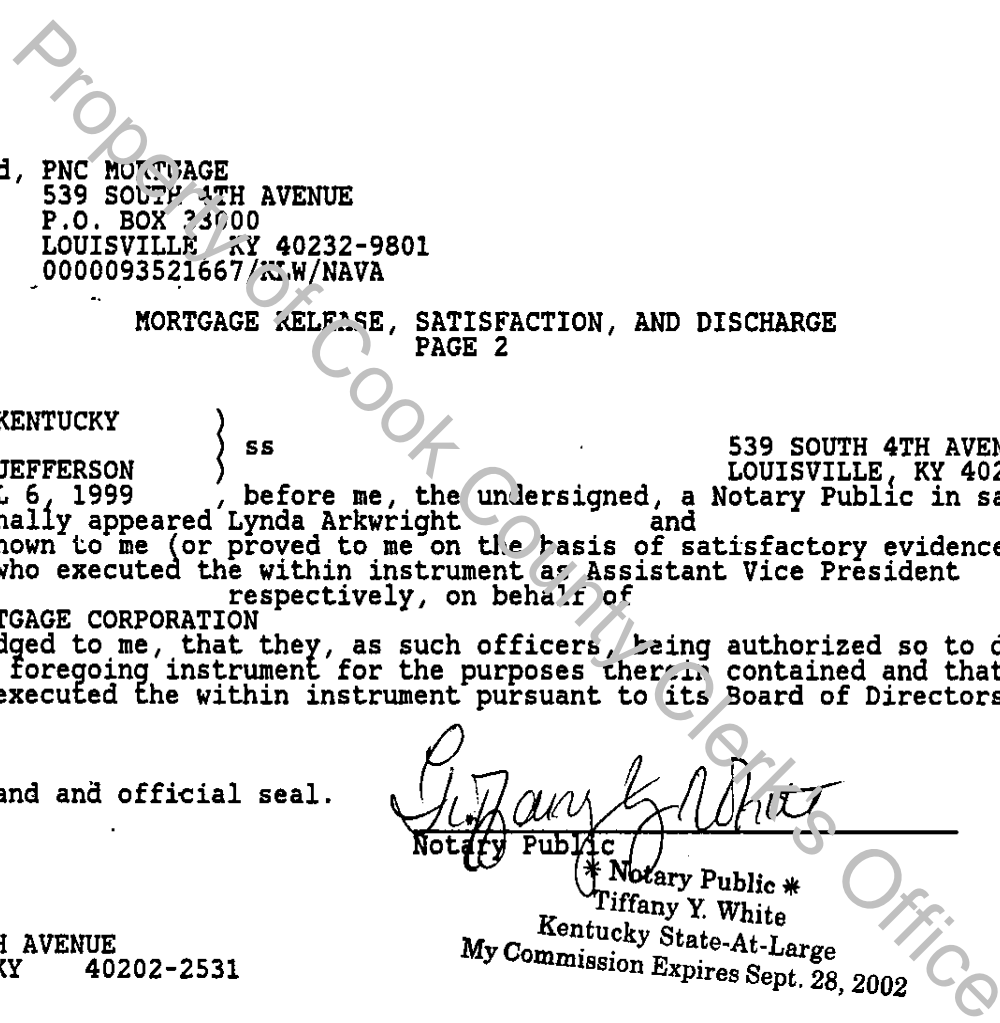 d, PNC MORTGAGE
539 SOUTH 4TH AVENUE
P.O. BOX 33000
LOUISVILLE KY 40232-9801
0000093521667/KLW/NAVA
MORTGAGE RELEASE, SATISFACTION, AND DISCHARGE
PAGE 2
KENTUCKY }
} ss 539 SOUTH 4TH AVEN
JEFFERSON } LOUISVILLE, KY 402
L 6, 1999 , before me, the undersigned, a Notary Public in sa
nally appeared Lynda Arkwright and
nown to me (or proved to me on the basis of satisfactory evidence
who executed the within instrument as Assistant Vice President
respectively, on behalf of
TGAGE CORPORATION
dged to me, that they, as such officers, being authorized so to d
foregoing instrument for the purposes therein contained and that
executed the within instrument pursuant to its Board of Directors
and and official seal.
Tiffany Y White
Notary Public
* Notary Public *
Tiffany Y. White
Kentucky State-At-Large
My Commission Expires Sept. 28, 2002
H AVENUE
KY 40202-2531
Property of Cook County Clerk's Office